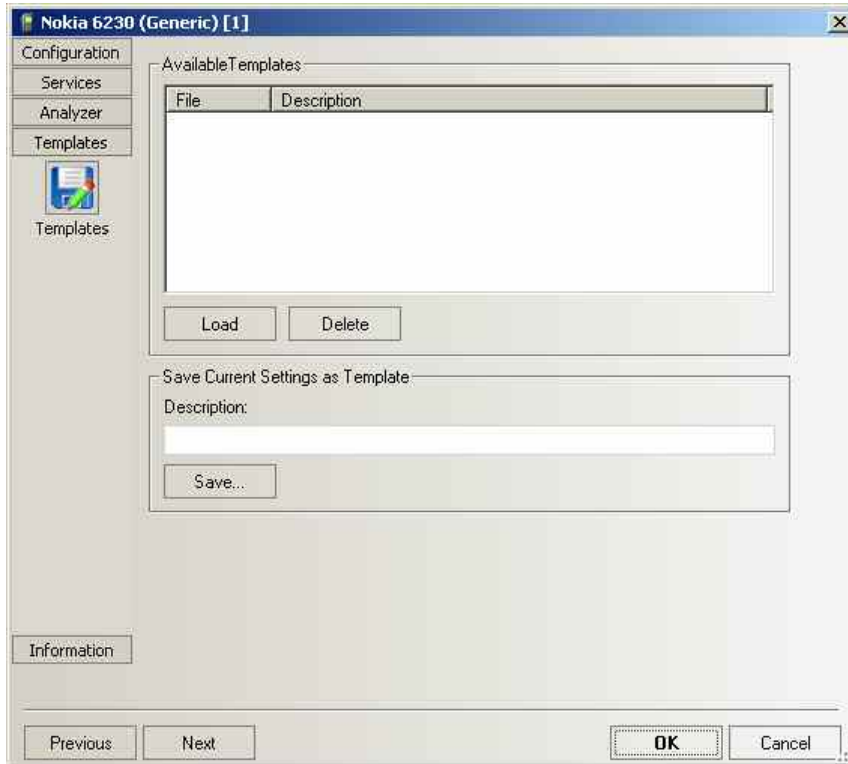 Nokia 6230 (Generic) [1]
Configuration
Services
Analyzer
Templates
Templates
Information
AvailableTemplates
File Description
Load Delete
Save Current Settings as Template
Description:
Save...
Previous Next OK Cancel